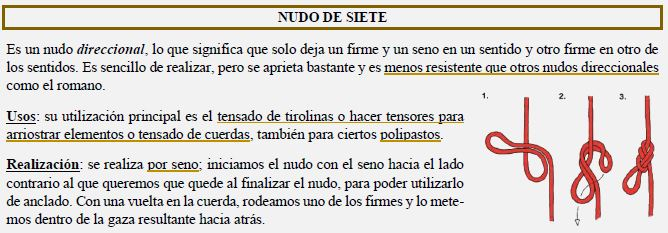 NUDO DE SIETE
Es un nudo direccional, lo que significa que solo deja un firme y un seno en un sentido y otro firme en otro de
los sentidos. Es sencillo de realizar, pero se aprieta bastante y es menos resistente que otros nudos direccionales
como el romano.
Usos: su utilización principal es el tensado de tirolinas o hacer tensores para
arriostrar elementos o tensado de cuerdas, también para ciertos polipastos.
Realización: se realiza por seno; iniciamos el nudo con el seno hacia el lado
contrario al que queremos que quede al finalizar el nudo, para poder utilizarlo
de anclado. Con una vuelta en la cuerda, rodeamos uno de los firmes y lo mete-
mos dentro de la gaza resultante hacia atrás.
1. 2. 3.